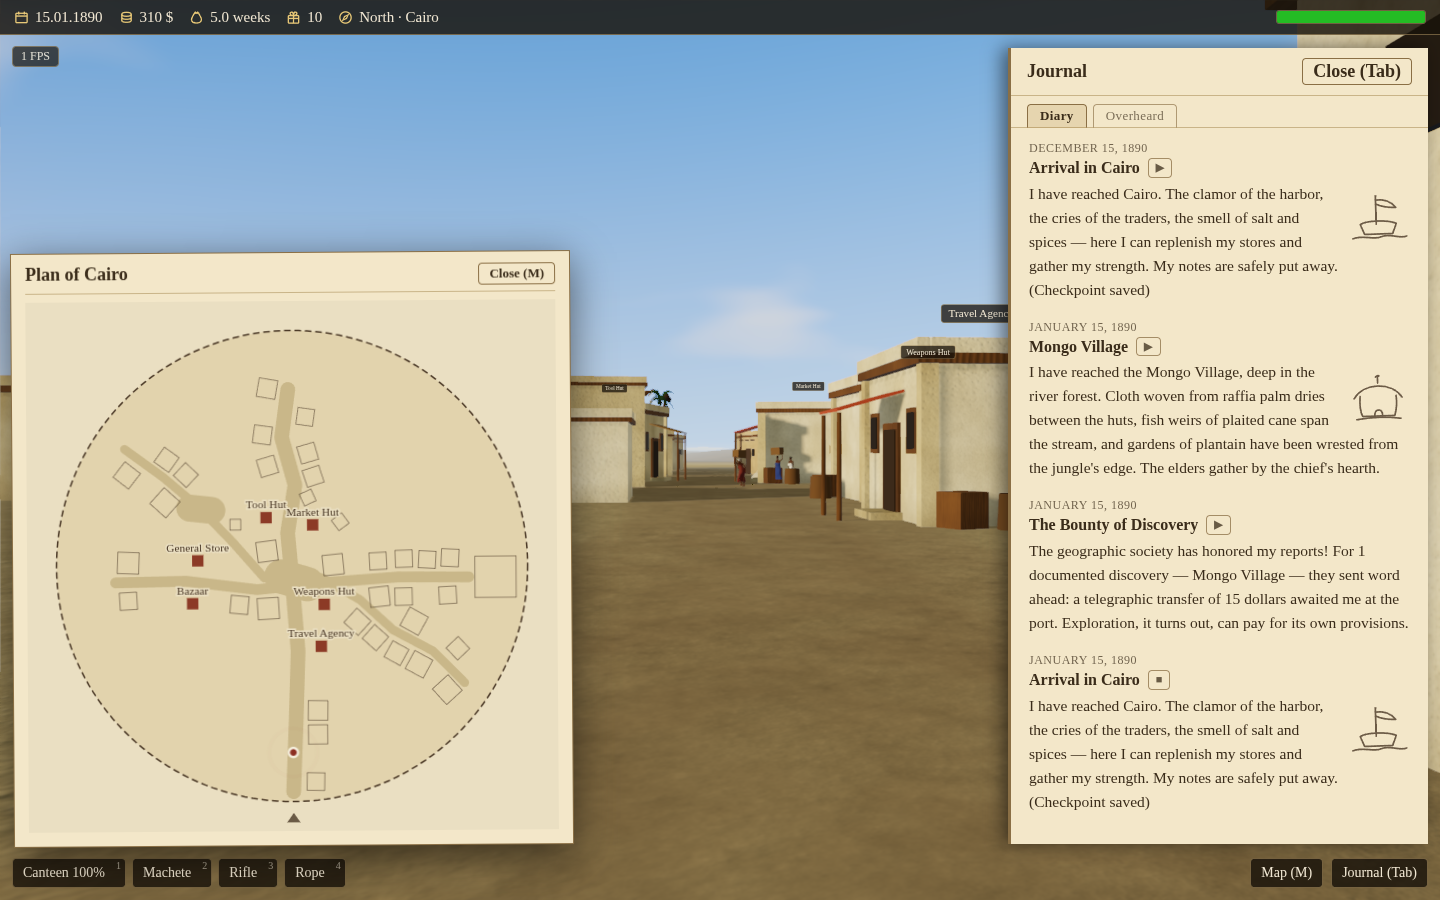 15.01.1890
310 $
5.0 weeks
10
North · Cairo
1 FPS
Journal
Close (Tab)
Diary
Overheard
DECEMBER 15, 1890
Arrival in Cairo
I have reached Cairo. The clamor of the harbor,
the cries of the traders, the smell of salt and
spices — here I can replenish my stores and
gather my strength. My notes are safely put away.
(Checkpoint saved)
JANUARY 15, 1890
Mongo Village
I have reached the Mongo Village, deep in the
river forest. Cloth woven from raffia palm dries
between the huts, fish weirs of plaited cane span
the stream, and gardens of plantain have been wrested from
the jungle's edge. The elders gather by the chief's hearth.
JANUARY 15, 1890
The Bounty of Discovery
The geographic society has honored my reports! For 1
documented discovery — Mongo Village — they sent word
ahead: a telegraphic transfer of 15 dollars awaited me at the
port. Exploration, it turns out, can pay for its own provisions.
JANUARY 15, 1890
Arrival in Cairo
I have reached Cairo. The clamor of the harbor,
the cries of the traders, the smell of salt and
spices — here I can replenish my stores and
gather my strength. My notes are safely put away.
(Checkpoint saved)
Travel Agenc
Weapons Hut
Tool Hut
Market Hut
Plan of Cairo
Close (M)
Tool Hut
Market Hut
General Store
Bazaar
Weapons Hut
Travel Agency
Canteen 100% 1
Machete 2
Rifle 3
Rope 4
Map (M)
Journal (Tab)